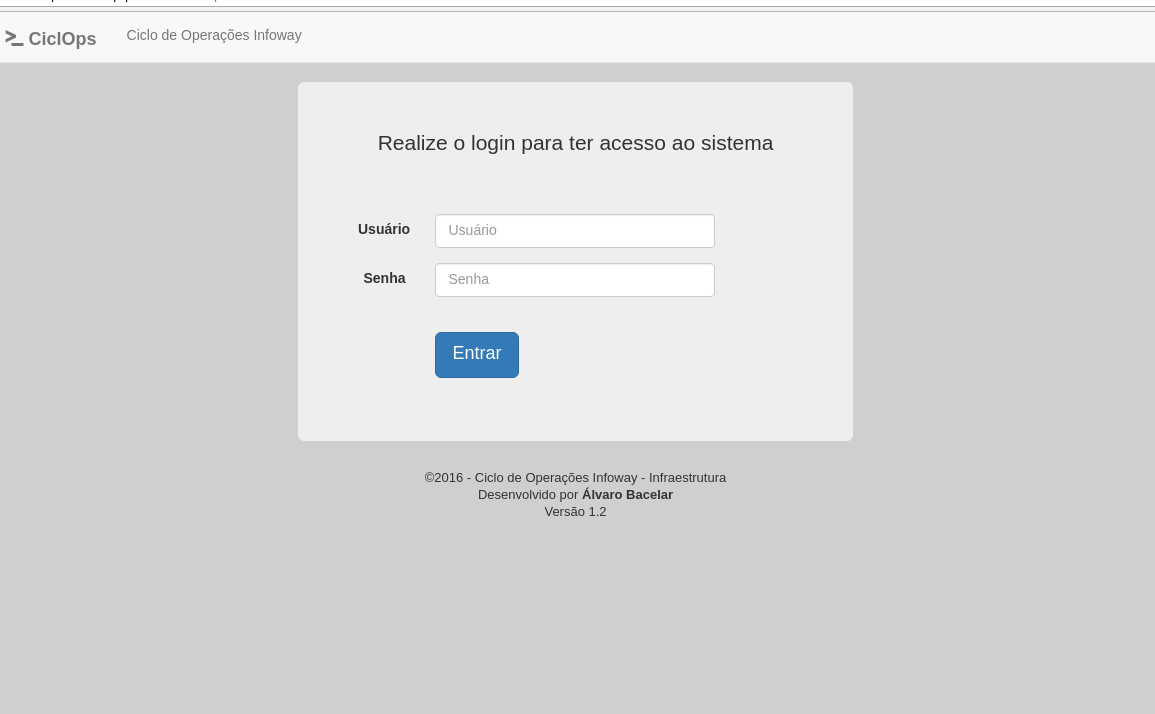 CiclOps
Ciclo de Operações Infoway
Realize o login para ter acesso ao sistema
Usuário
Usuário
Senha
Senha
Entrar
©2016 - Ciclo de Operações Infoway - Infraestrutura
Desenvolvido por Álvaro Bacelar
Versão 1.2